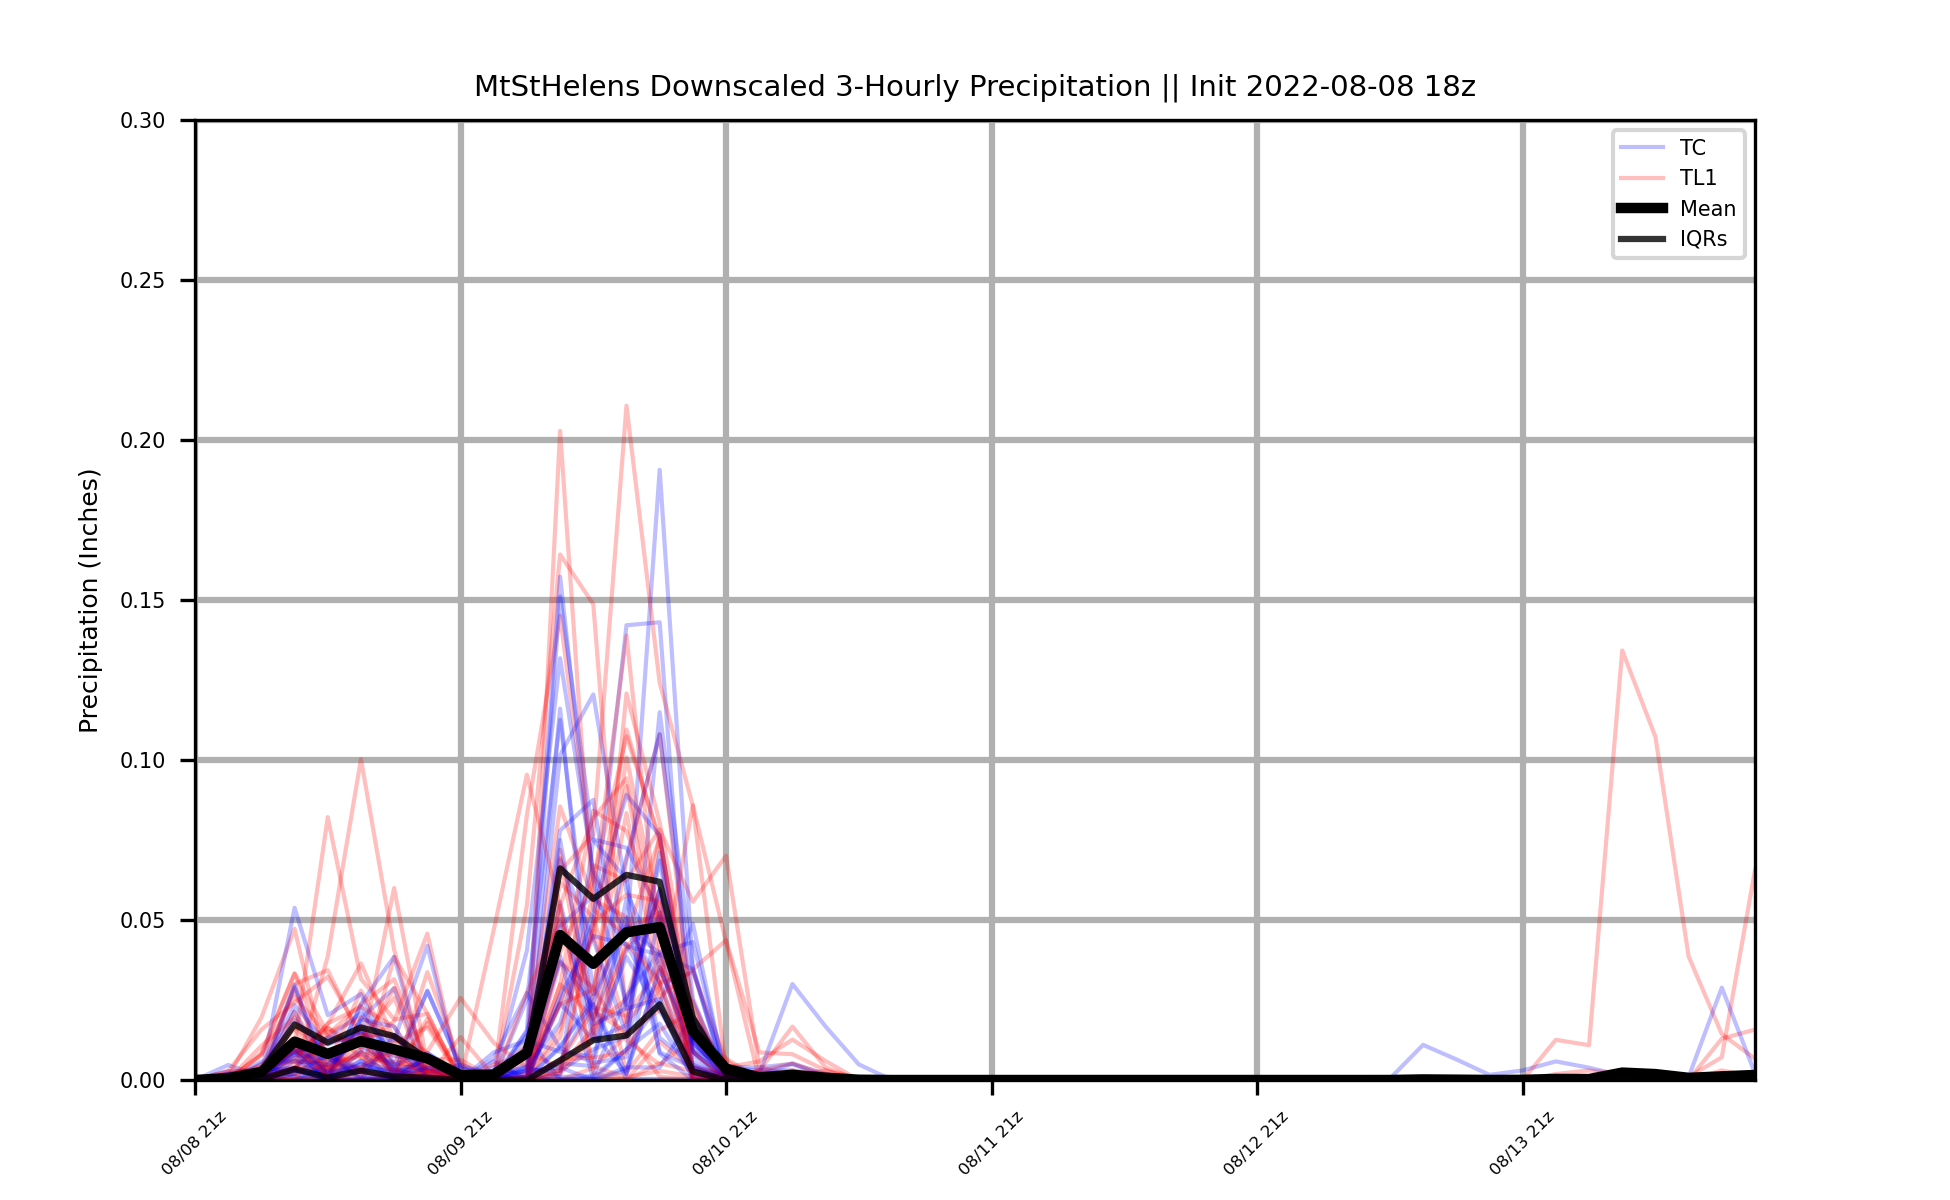 MtStHelens Downscaled 3-Hourly Precipitation || Init 2022-08-08 18z
Precipitation (Inches)
0.30
0.25
0.20
0.15
0.10
0.05
0.00
TC
TL1
Mean
IQRs
08/08 21z
08/09 21z
08/10 21z
08/11 21z
08/12 21z
08/13 21z